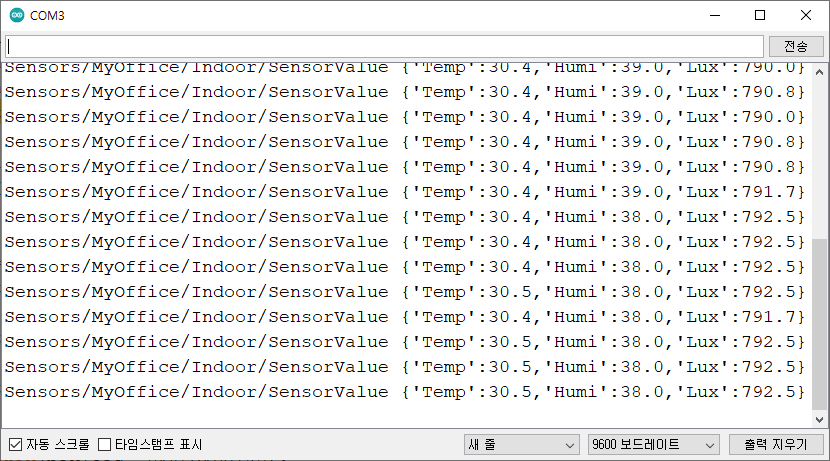 COM3
전송
Sensors/MyOffice/Indoor/SensorValue {'Temp':30.4,'Humi':39.0,'Lux':790.0}
Sensors/MyOffice/Indoor/SensorValue {'Temp':30.4,'Humi':39.0,'Lux':790.8}
Sensors/MyOffice/Indoor/SensorValue {'Temp':30.4,'Humi':39.0,'Lux':790.0}
Sensors/MyOffice/Indoor/SensorValue {'Temp':30.4,'Humi':39.0,'Lux':790.8}
Sensors/MyOffice/Indoor/SensorValue {'Temp':30.4,'Humi':39.0,'Lux':790.8}
Sensors/MyOffice/Indoor/SensorValue {'Temp':30.4,'Humi':39.0,'Lux':791.7}
Sensors/MyOffice/Indoor/SensorValue {'Temp':30.4,'Humi':38.0,'Lux':792.5}
Sensors/MyOffice/Indoor/SensorValue {'Temp':30.4,'Humi':38.0,'Lux':792.5}
Sensors/MyOffice/Indoor/SensorValue {'Temp':30.4,'Humi':38.0,'Lux':792.5}
Sensors/MyOffice/Indoor/SensorValue {'Temp':30.5,'Humi':38.0,'Lux':792.5}
Sensors/MyOffice/Indoor/SensorValue {'Temp':30.4,'Humi':38.0,'Lux':791.7}
Sensors/MyOffice/Indoor/SensorValue {'Temp':30.5,'Humi':38.0,'Lux':792.5}
Sensors/MyOffice/Indoor/SensorValue {'Temp':30.5,'Humi':38.0,'Lux':792.5}
Sensors/MyOffice/Indoor/SensorValue {'Temp':30.5,'Humi':38.0,'Lux':792.5}
자동 스크롤 타임스탬프 표시 새 줄 9600 보드레이트 출력 지우기